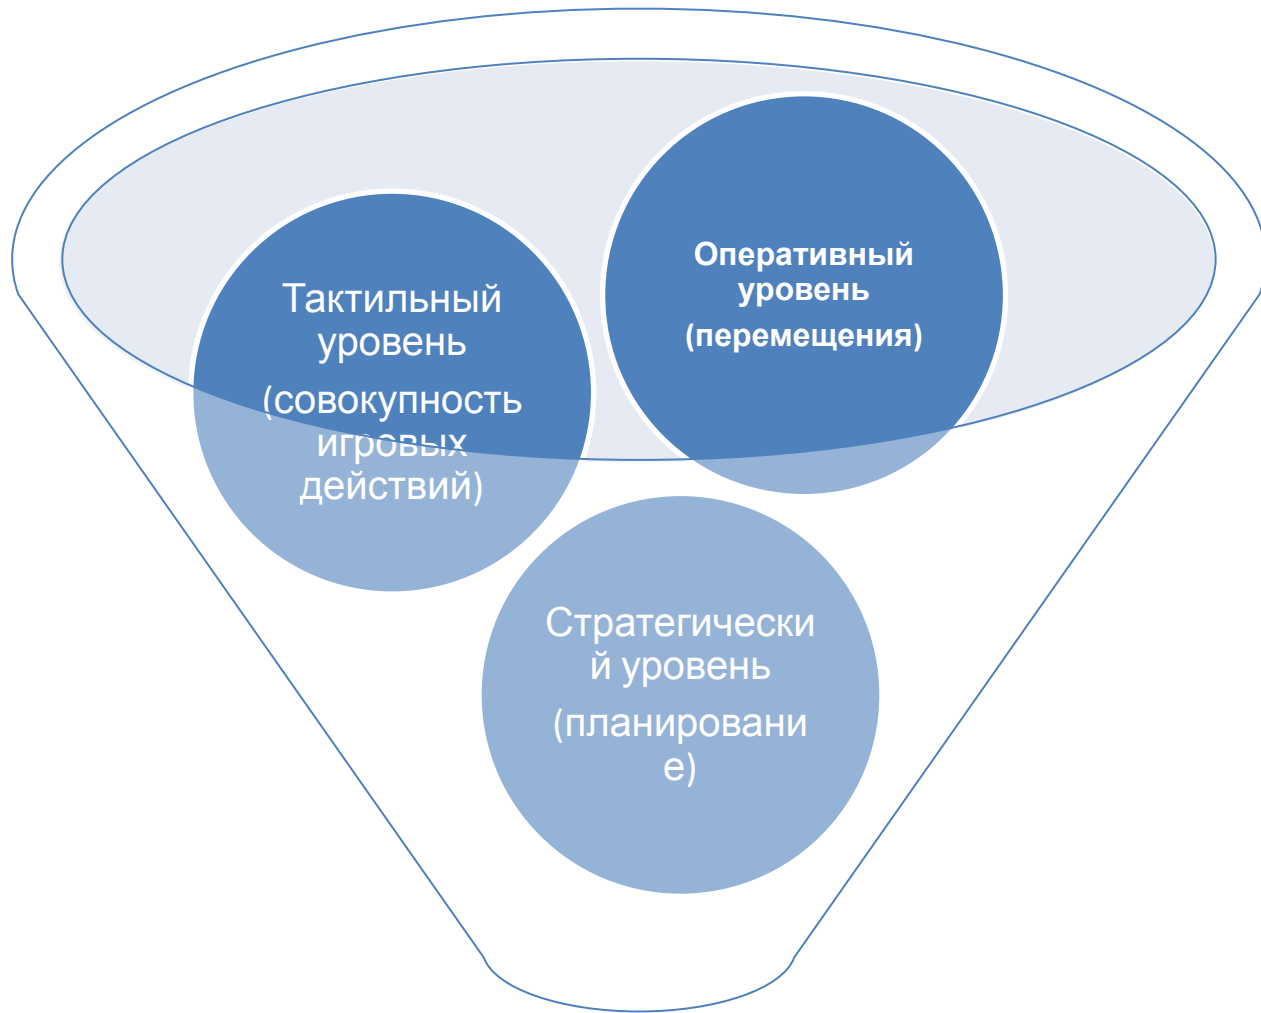 Тактильный
уровень
(совокупность
игровых
действий)
Оперативный
уровень
(перемещения)
Стратегически
й уровень
(планировани
е)